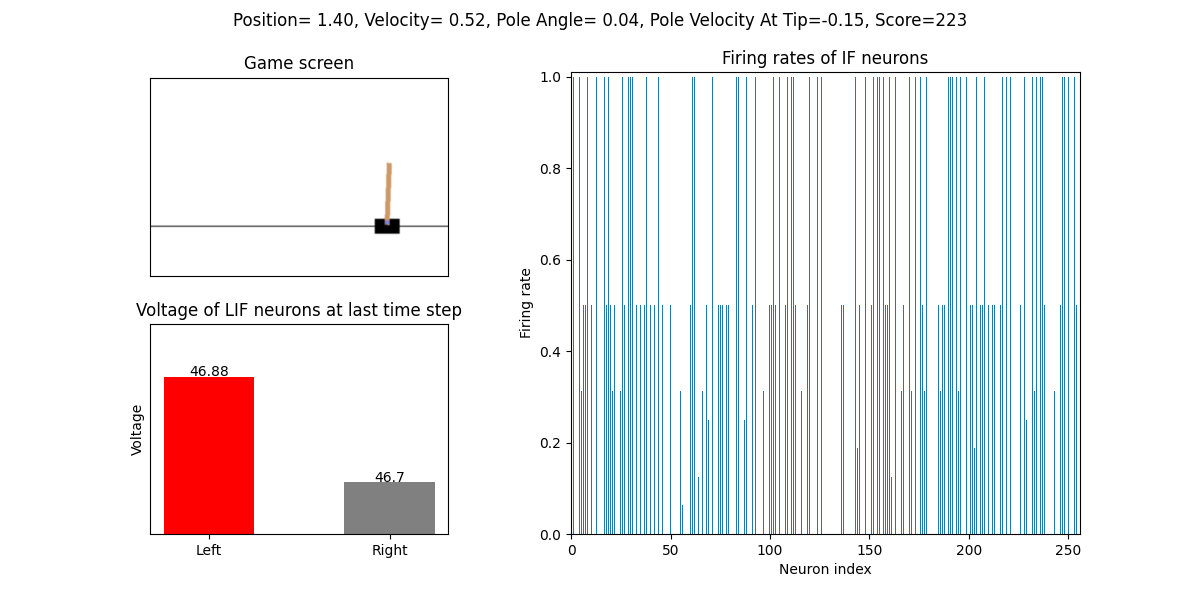 Position= 1.40, Velocity= 0.52, Pole Angle= 0.04, Pole Velocity At Tip=-0.15, Score=223
Game screen
Voltage of LIF neurons at last time step
Voltage
46.88
46.7
Left Right
Firing rates of IF neurons
Firing rate
1.0
0.8
0.6
0.4
0.2
0.0
0 50 100 150 200 250
Neuron index